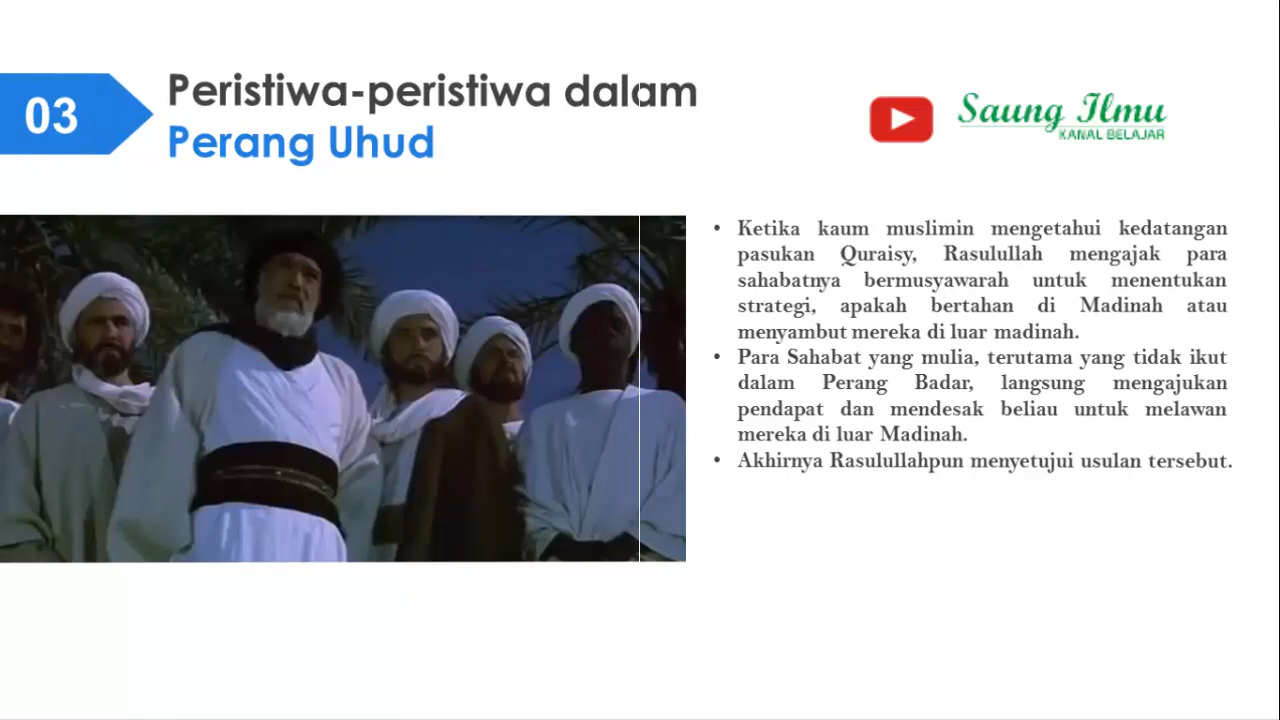 03
Peristiwa-peristiwa dalam
Perang Uhud
Saung Ilmu
KANAL BELAJAR
• Ketika kaum muslimin mengetahui kedatangan
pasukan Quraisy, Rasulullah mengajak para
sahabatnya bermusyawarah untuk menentukan
strategi, apakah bertahan di Madinah atau
menyambut mereka di luar madinah.
• Para Sahabat yang mulia, terutama yang tidak ikut
dalam Perang Badar, langsung mengajukan
pendapat dan mendesak beliau untuk melawan
mereka di luar Madinah.
• Akhirnya Rasulullahpun menyetujui usulan tersebut.